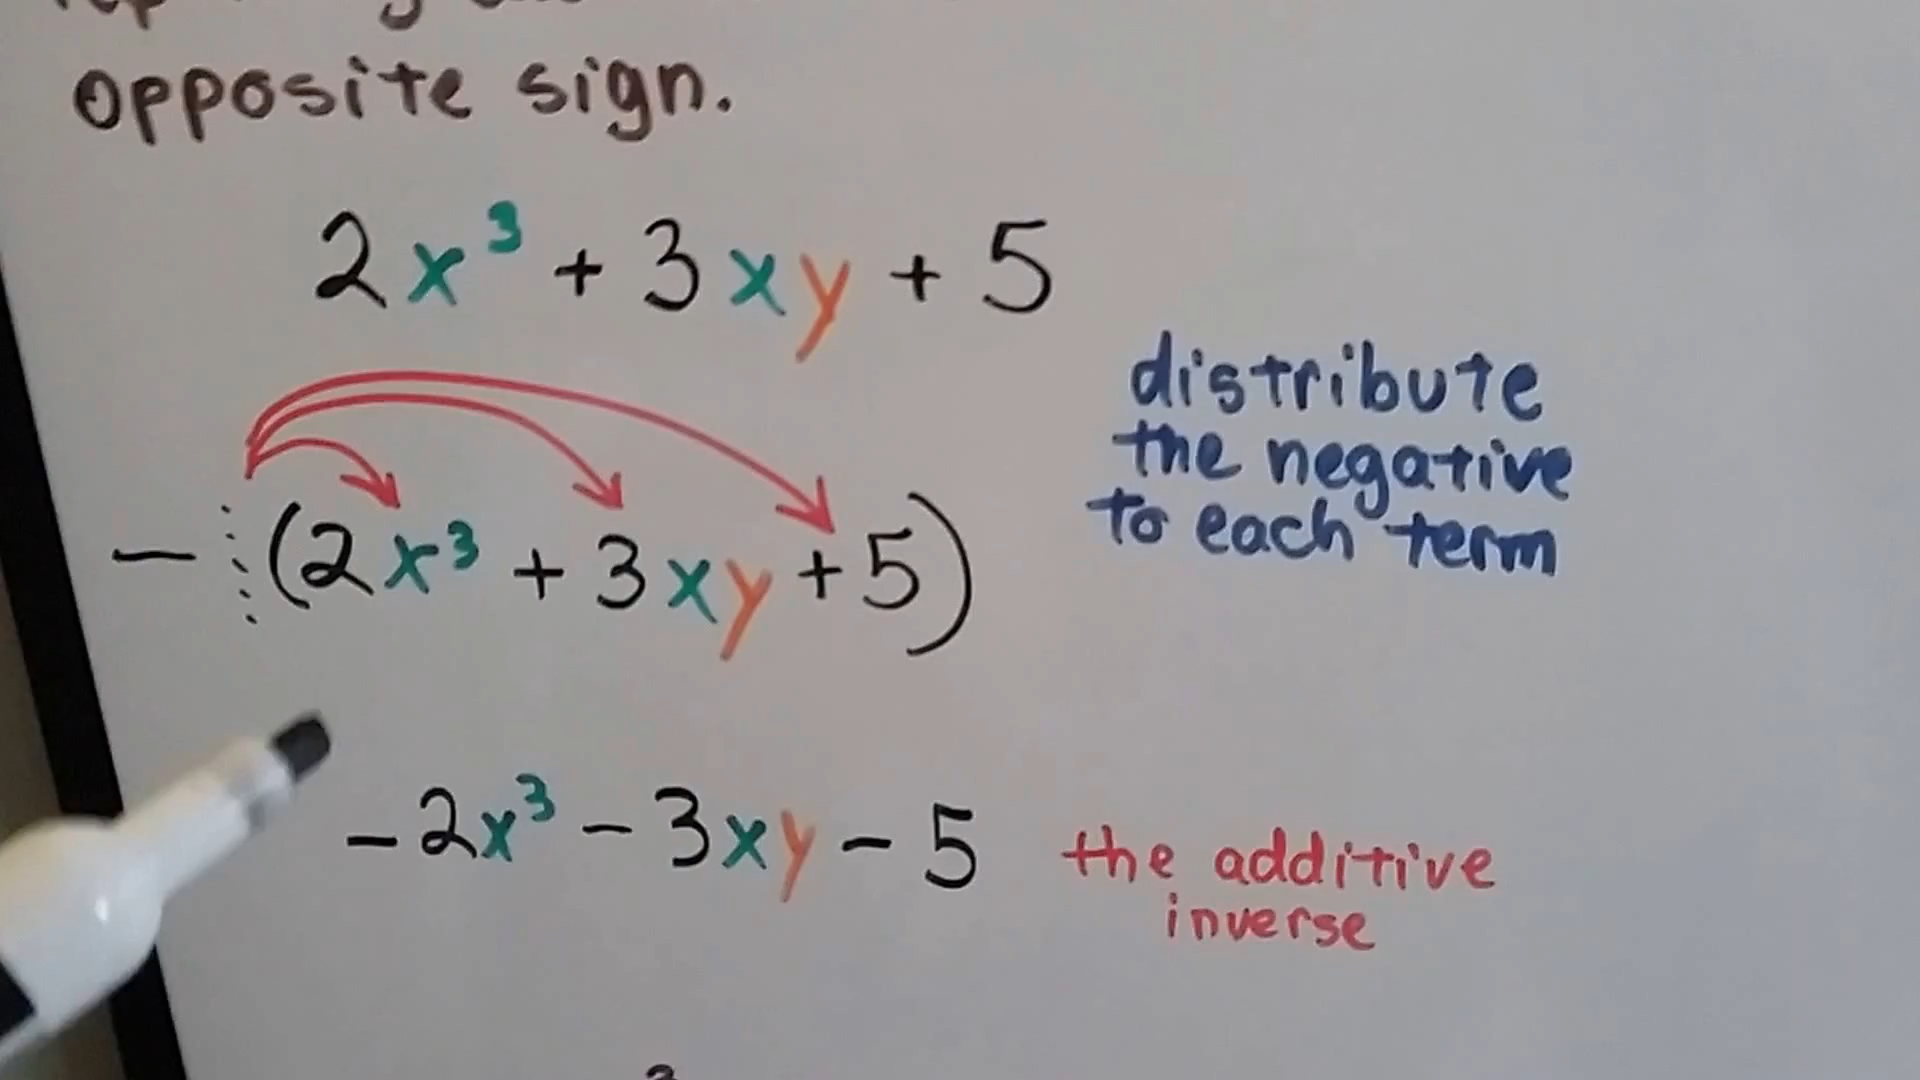 opposite sign.
2x³ + 3xy + 5
distribute
the negative
to each term
- (2x³ + 3xy + 5)
-2x³ - 3xy - 5
the additive
inverse